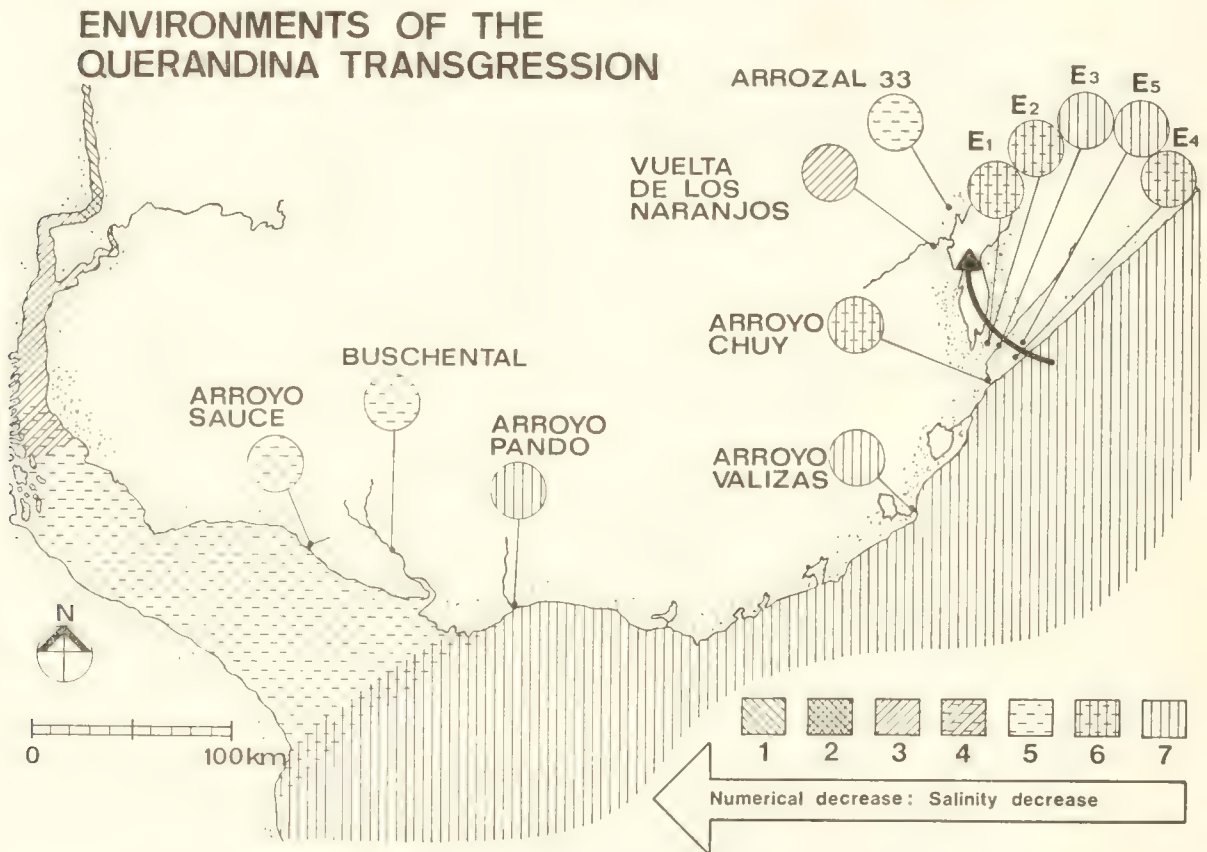 ENVIRONMENTS OF THE
QUERANDINA TRANSGRESSION
ARROZAL 33
E1
E2
E3
E5
E4
VUELTA
DE LOS
NARANJOS
ARROYO
CHUY
BUSCHENTAL
ARROYO
SAUCE
ARROYO
PANDO
ARROYO
VALIZAS
N
0 100km
1 2 3 4 5 6 7
Numerical decrease: Salinity decrease